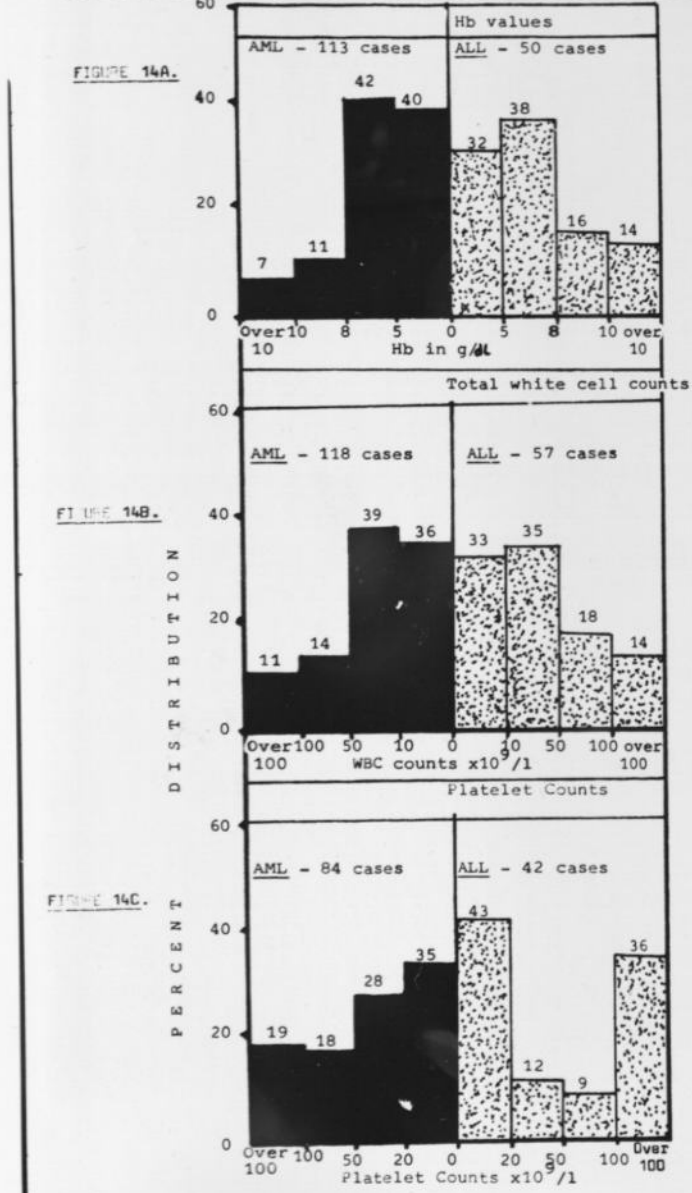 60
Hb values
AML - 113 cases
ALL - 50 cases
FIGURE 14A.
42
40
40
38
32
20
16
14
11
7
0
Over 10 8 5 0 5 8 10 over
10 Hb in g/dl 10
Total white cell counts
60
AML - 118 cases
ALL - 57 cases
FIGURE 14B.
40
39
36
33
35
20
18
14
11
14
0
Over 100 50 10 0 10 50 100 over
100 WBC counts x10⁹/l 100
Platelet Counts
60
AML - 84 cases
ALL - 42 cases
FIGURE 14C.
43
40
35
36
28
20
19
18
12
9
0
Over 100 50 20 0 20 50 100 Over
100 100
Platelet Counts x10⁹/l
PERCENT DISTRIBUTION